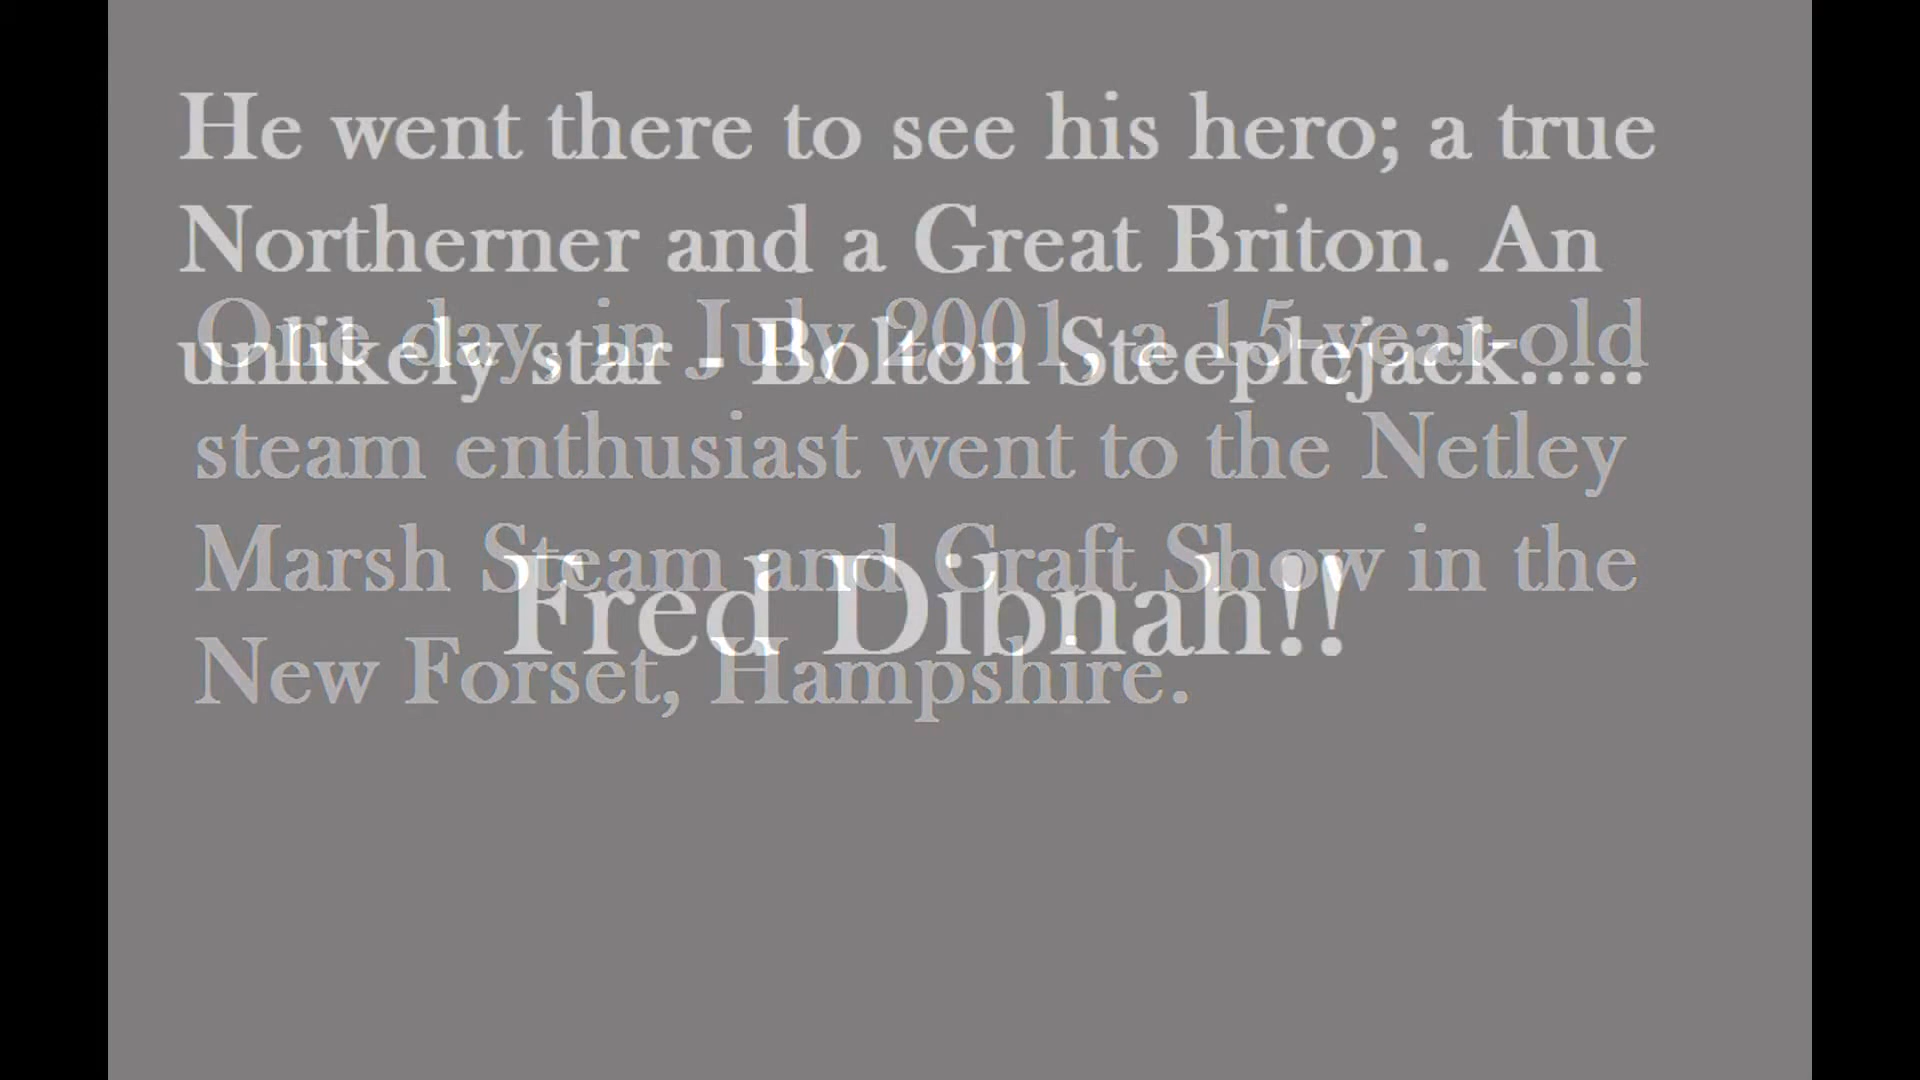 He went there to see his hero; a true
Northerner and a Great Briton. An
unlikely star - Bolton Steeplejack.....
Fred Dibnah!!
One day, in July 2001, a 15-year-old
steam enthusiast went to the Netley
Marsh Steam and Craft Show in the
New Forset, Hampshire.